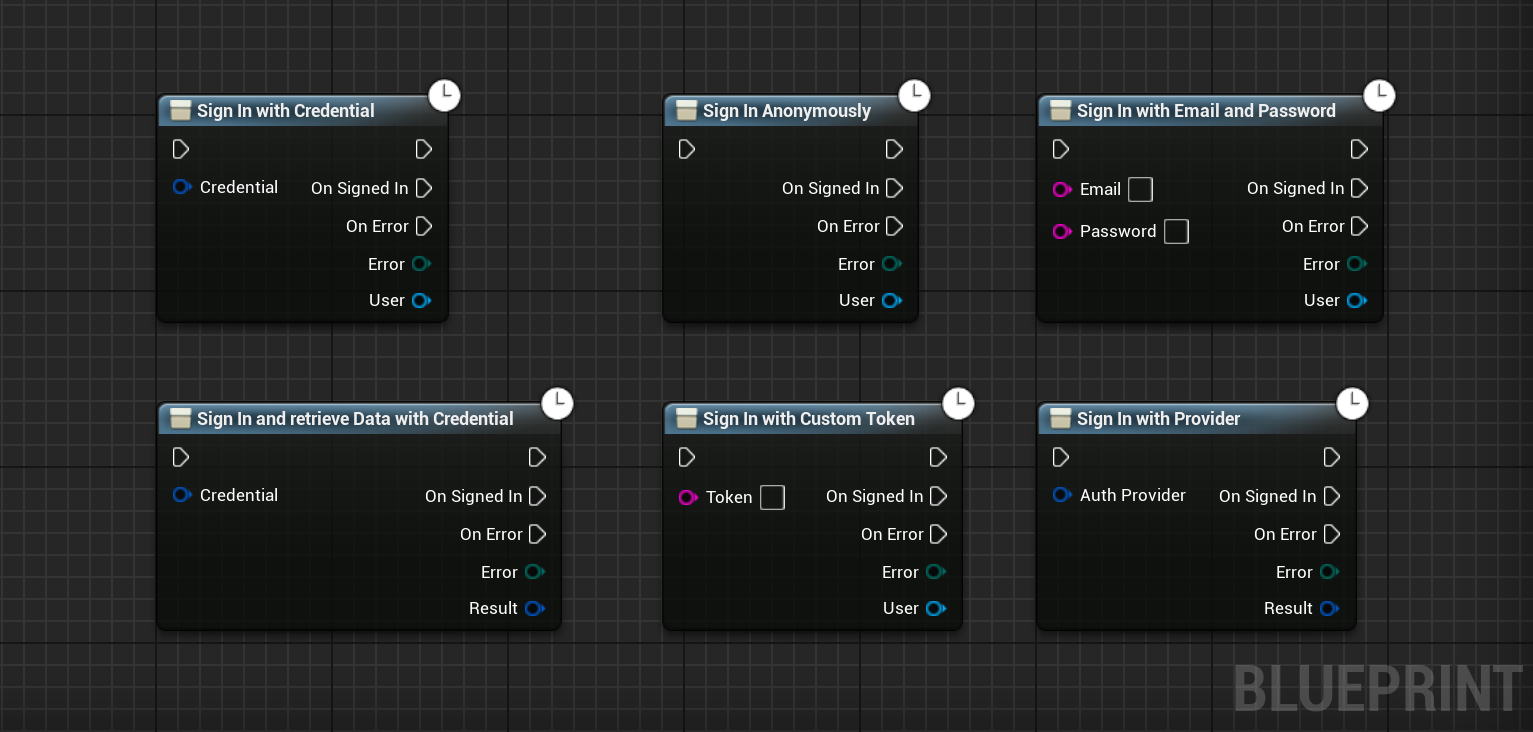 Sign In with Credential
Credential
On Signed In
On Error
Error
User
Sign In Anonymously
On Signed In
On Error
Error
User
Sign In with Email and Password
Email
On Signed In
Password
On Error
Error
User
Sign In and retrieve Data with Credential
Credential
On Signed In
On Error
Error
Result
Sign In with Custom Token
Token
On Signed In
On Error
Error
User
Sign In with Provider
Auth Provider
On Signed In
On Error
Error
Result
BLUEPRINT